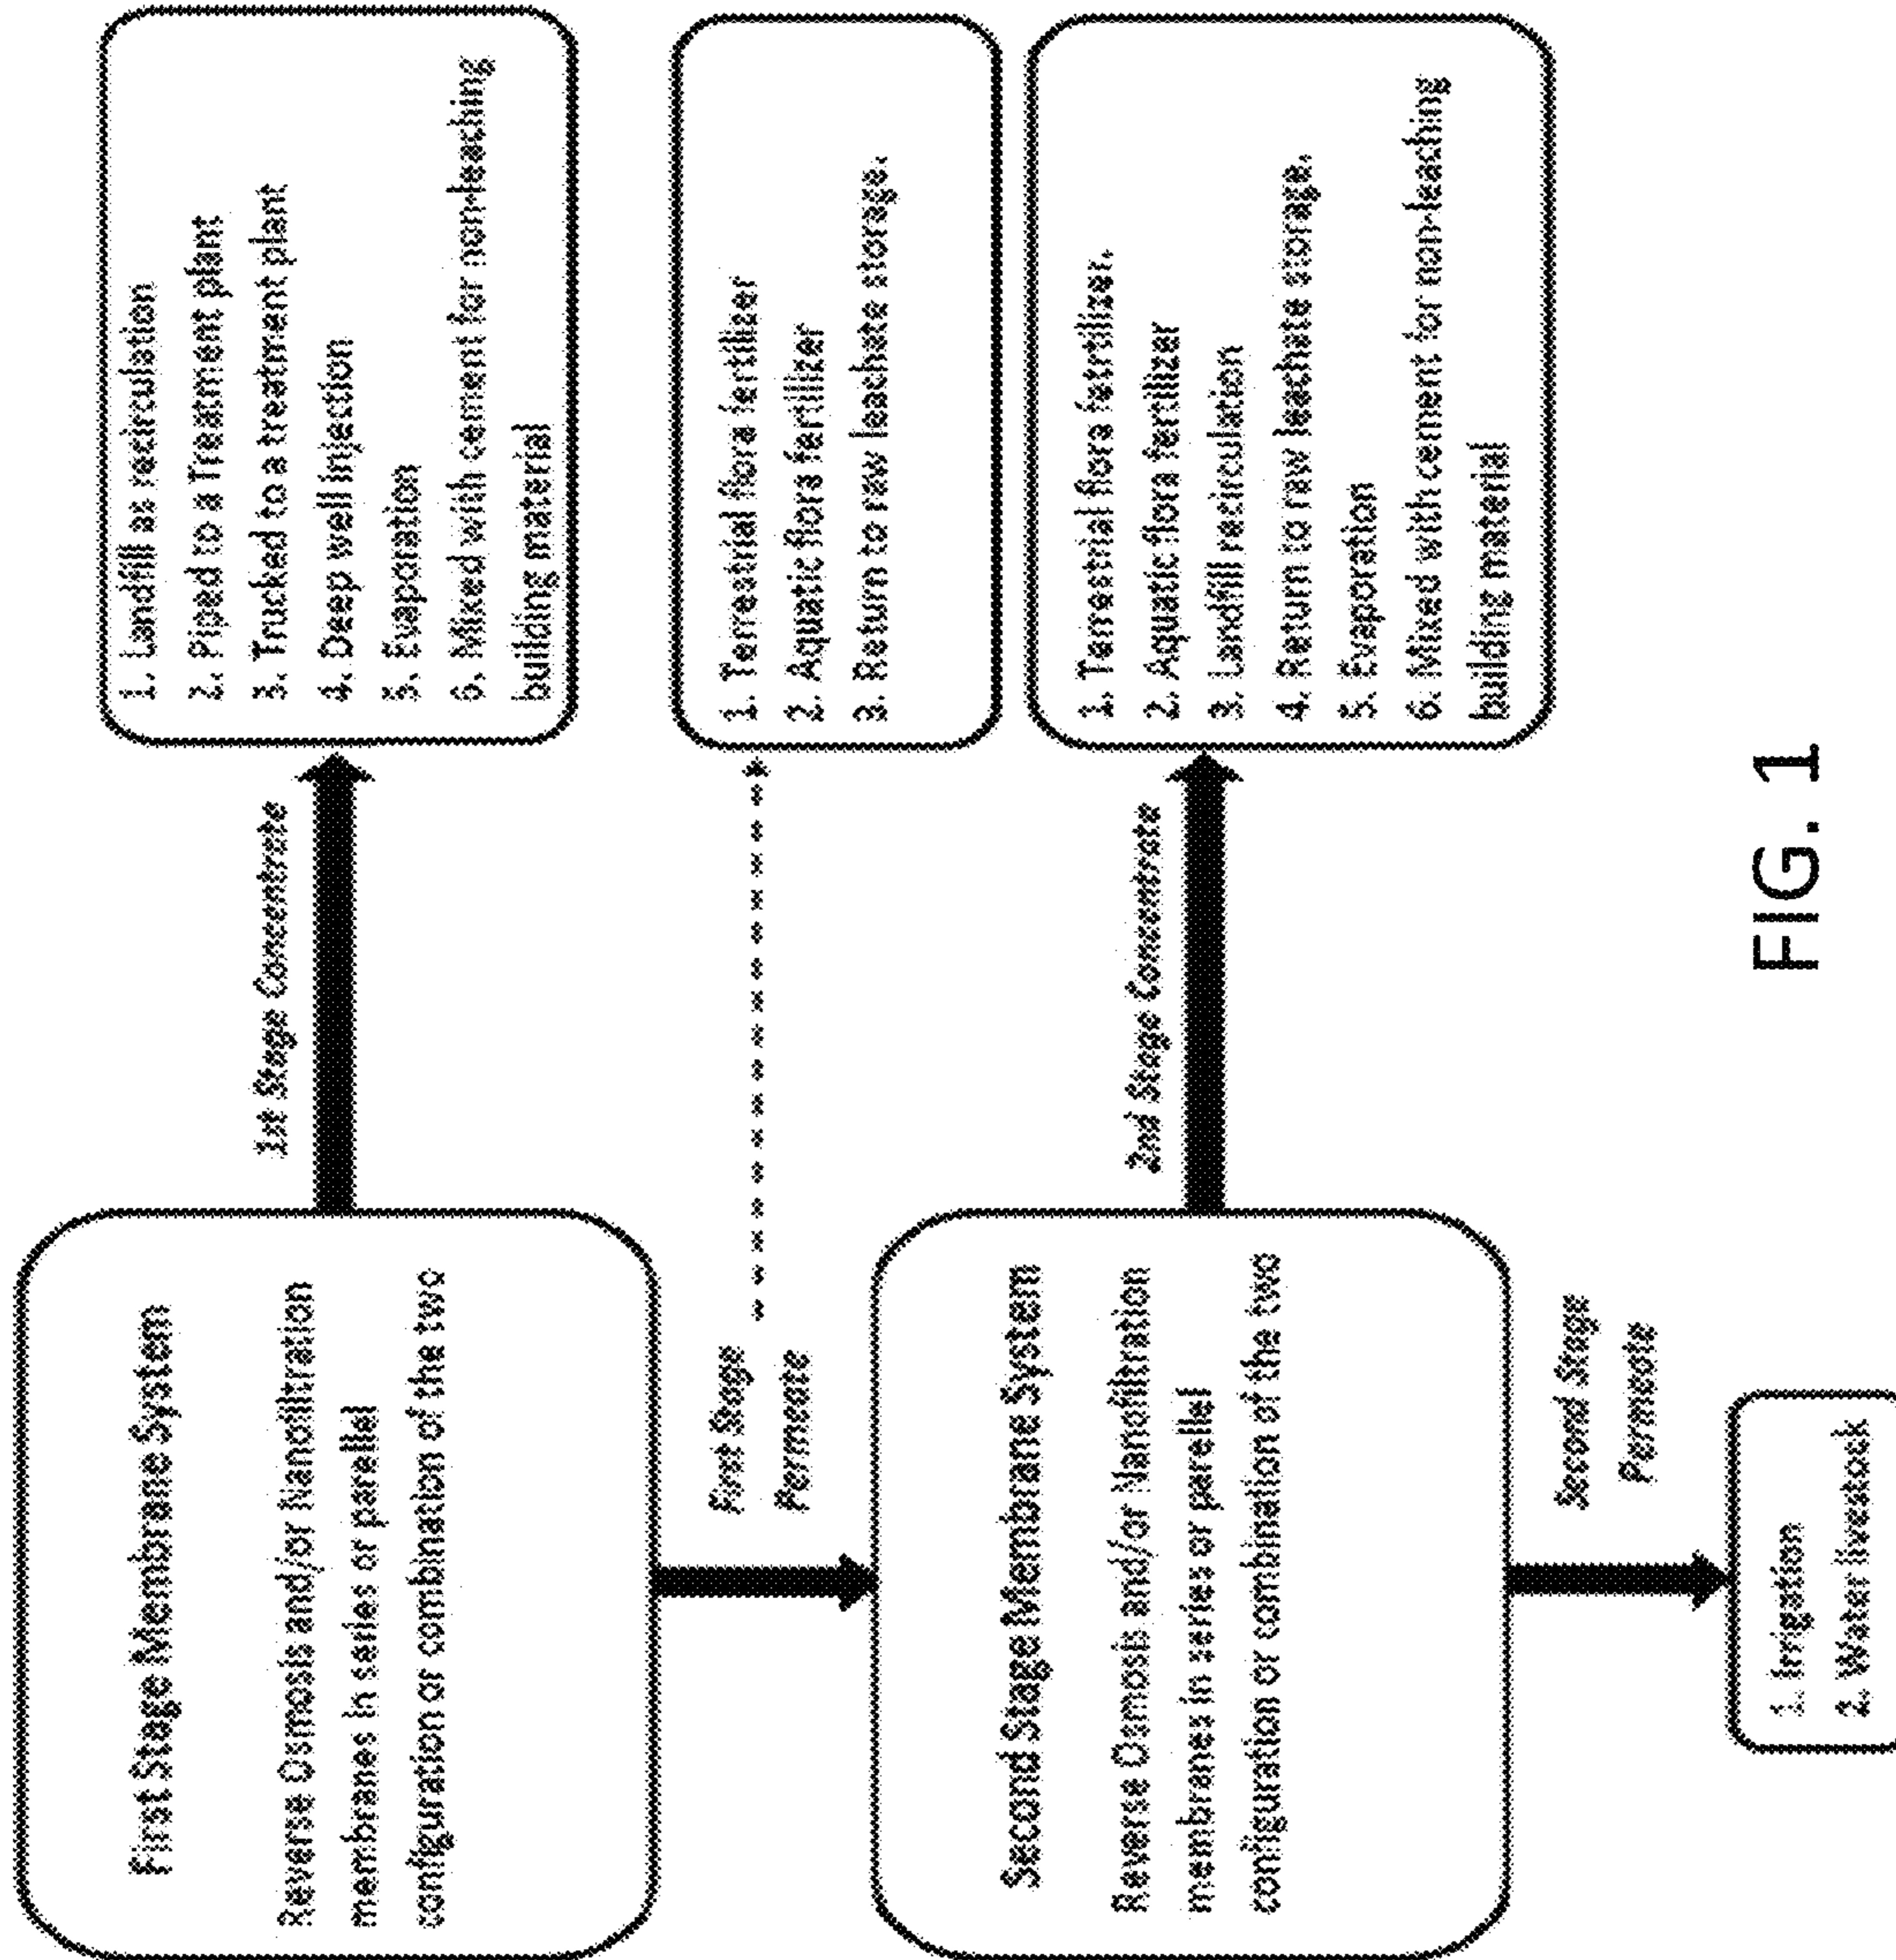 First Stage Membrane System
Reverse Osmosis and/or Nanofiltration
membranes in series or parellel
configuration or combination of the two
1st Stage Concentrate
1. Landfill as recirculation
2. Piped to a Treatment plant
3. Trucked to a treatment plant
4. Deep well injection
5. Evaporation
6. Mixed with cement for non-leaching
building material
First Stage
Permeate
1. Terrestrial flora fertilizer
2. Aquatic flora fertilizer
3. Return to raw leachate storage.
Second Stage Membrane System
Reverse Osmosis and/or Nanofiltration
membranes in series or parellel
configuration or combination of the two
2nd Stage Concentrate
1. Terrestrial flora fertilizer.
2. Aquatic flora fertilizer
3. Landfill recirculation
4. Return to raw leachate storage.
5. Evaporation
6. Mixed with cement for non-leaching
building material
Second Stage
Permeate
1. Irrigation
2. Water livestock
FIG. 1